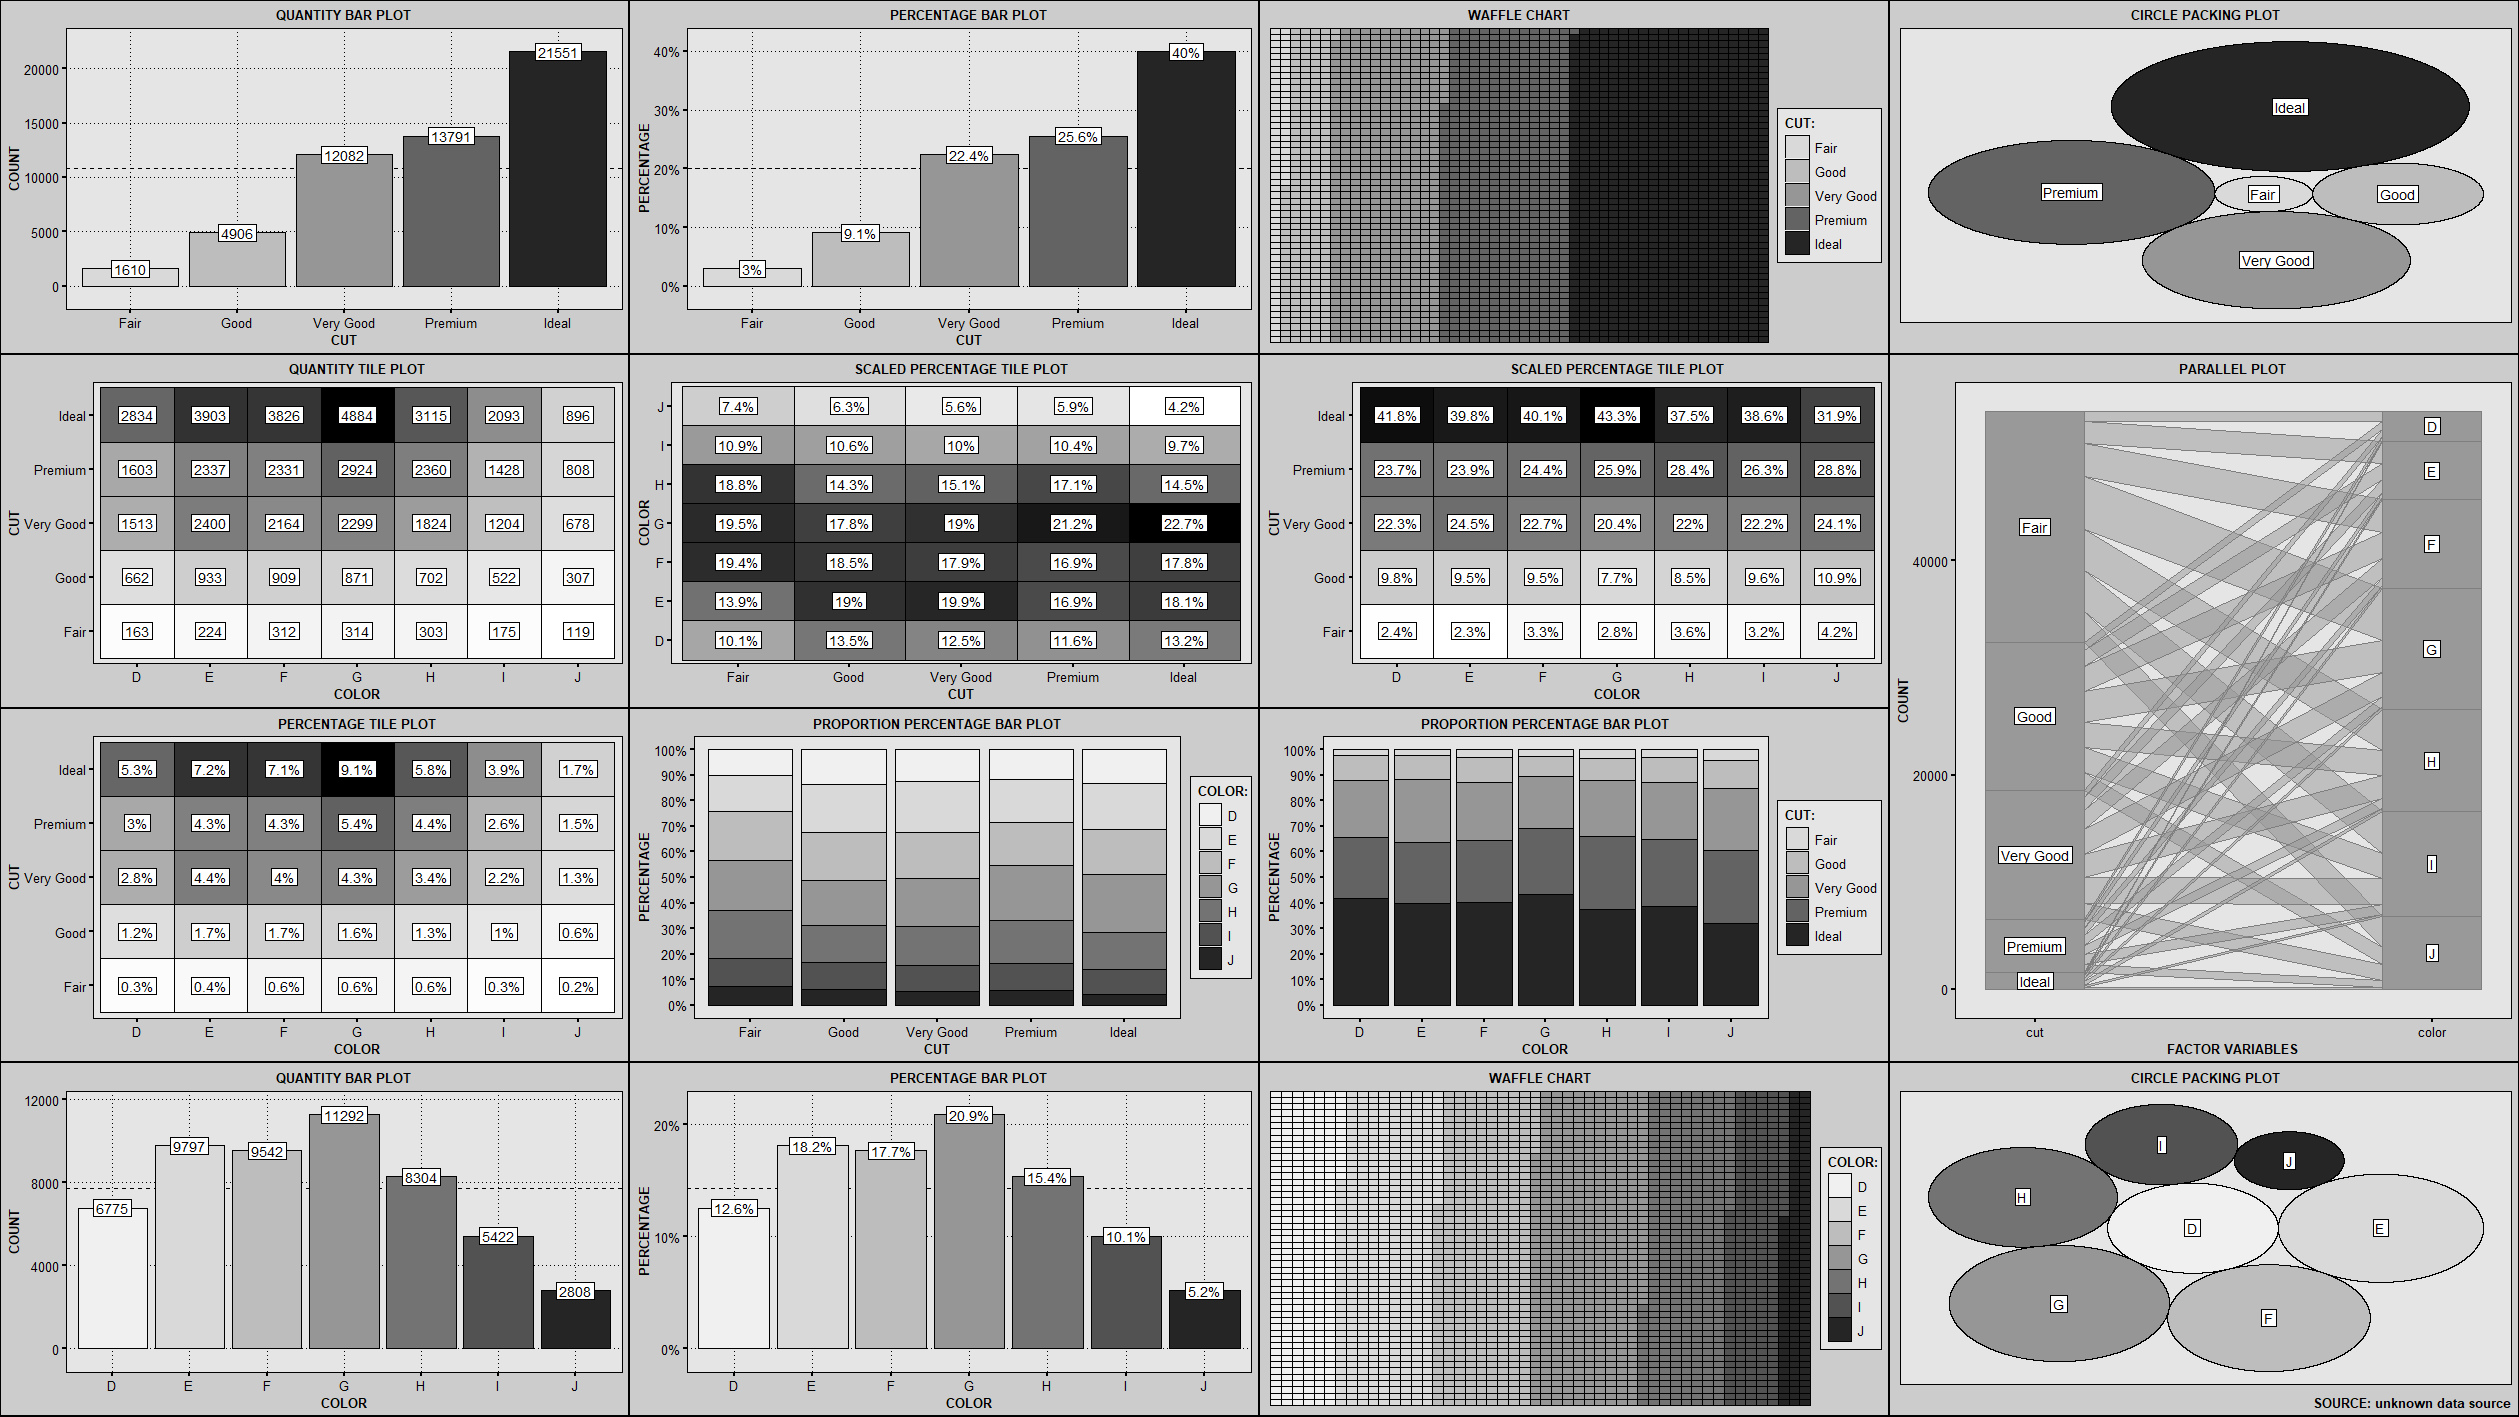 QUANTITY BAR PLOT
COUNT
20000
15000
10000
5000
0
1610
4906
12082
13791
21551
Fair Good Very Good Premium Ideal
CUT
PERCENTAGE BAR PLOT
PERCENTAGE
40%
30%
20%
10%
0%
3%
9.1%
22.4%
25.6%
40%
Fair Good Very Good Premium Ideal
CUT
WAFFLE CHART
CUT:
Fair
Good
Very Good
Premium
Ideal
CIRCLE PACKING PLOT
Ideal
Premium
Fair
Good
Very Good
QUANTITY TILE PLOT
CUT
Ideal 2834 3903 3826 4884 3115 2093 896
Premium 1603 2337 2331 2924 2360 1428 808
Very Good 1513 2400 2164 2299 1824 1204 678
Good 662 933 909 871 702 522 307
Fair 163 224 312 314 303 175 119
D E F G H I J
COLOR
SCALED PERCENTAGE TILE PLOT
COLOR
J 7.4% 6.3% 5.6% 5.9% 4.2%
I 10.9% 10.6% 10% 10.4% 9.7%
H 18.8% 14.3% 15.1% 17.1% 14.5%
G 19.5% 17.8% 19% 21.2% 22.7%
F 19.4% 18.5% 17.9% 16.9% 17.8%
E 13.9% 19% 19.9% 16.9% 18.1%
D 10.1% 13.5% 12.5% 11.6% 13.2%
Fair Good Very Good Premium Ideal
CUT
SCALED PERCENTAGE TILE PLOT
CUT
Ideal 41.8% 39.8% 40.1% 43.3% 37.5% 38.6% 31.9%
Premium 23.7% 23.9% 24.4% 25.9% 28.4% 26.3% 28.8%
Very Good 22.3% 24.5% 22.7% 20.4% 22% 22.2% 24.1%
Good 9.8% 9.5% 9.5% 7.7% 8.5% 9.6% 10.9%
Fair 2.4% 2.3% 3.3% 2.8% 3.6% 3.2% 4.2%
D E F G H I J
COLOR
PARALLEL PLOT
COUNT
40000
20000
0
Fair
Good
Very Good
Premium
Ideal
D
E
F
G
H
I
J
cut color
FACTOR VARIABLES
PERCENTAGE TILE PLOT
CUT
Ideal 5.3% 7.2% 7.1% 9.1% 5.8% 3.9% 1.7%
Premium 3% 4.3% 4.3% 5.4% 4.4% 2.6% 1.5%
Very Good 2.8% 4.4% 4% 4.3% 3.4% 2.2% 1.3%
Good 1.2% 1.7% 1.7% 1.6% 1.3% 1% 0.6%
Fair 0.3% 0.4% 0.6% 0.6% 0.6% 0.3% 0.2%
D E F G H I J
COLOR
PROPORTION PERCENTAGE BAR PLOT
PERCENTAGE
100%
90%
80%
70%
60%
50%
40%
30%
20%
10%
0%
Fair Good Very Good Premium Ideal
CUT
COLOR:
D
E
F
G
H
I
J
PROPORTION PERCENTAGE BAR PLOT
PERCENTAGE
100%
90%
80%
70%
60%
50%
40%
30%
20%
10%
0%
D E F G H I J
COLOR
CUT:
Fair
Good
Very Good
Premium
Ideal
QUANTITY BAR PLOT
COUNT
12000
8000
4000
0
6775
9797
9542
11292
8304
5422
2808
D E F G H I J
COLOR
PERCENTAGE BAR PLOT
PERCENTAGE
20%
10%
0%
12.6%
18.2%
17.7%
20.9%
15.4%
10.1%
5.2%
D E F G H I J
COLOR
WAFFLE CHART
COLOR:
D
E
F
G
H
I
J
CIRCLE PACKING PLOT
I
J
H
D
E
G
F
SOURCE: unknown data source